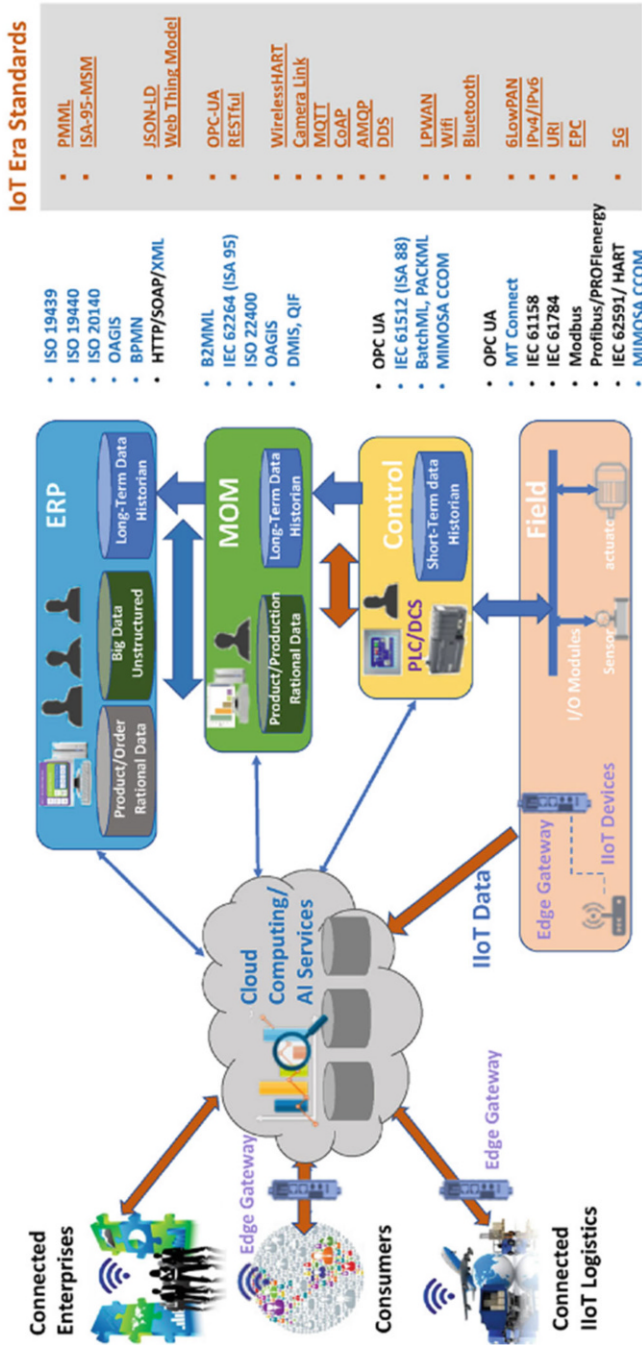 IoT Era Standards
PMML
ISA-95-MSM
JSON-LD
Web Thing Model
OPC-UA
RESTful
WirelessHART
Camera Link
MQTT
CoAP
AMQP
DDS
LPWAN
Wifi
Bluetooth
6LowPAN
IPv4/IPv6
URI
EPC
5G
ISO 19439
ISO 19440
ISO 20140
OAGIS
BPMN
HTTP/SOAP/XML
B2MML
IEC 62264 (ISA 95)
ISO 22400
OAGIS
DMIS, QIF
OPC UA
IEC 61512 (ISA 88)
BatchML, PACKML
MIMOSA CCOM
OPC UA
MT Connect
IEC 61158
IEC 61784
Modbus
Profibus/PROFIenergy
IEC 62591/ HART
MIMOSA CCOM
ERP
Product/Order
Rational Data
Big Data
Unstructured
Long-Term Data
Historian
MOM
Product/Production
Rational Data
Long-Term Data
Historian
Control
PLC/DCS
Short-Term data
Historian
Field
I/O Modules
Sensor
actuate
Edge Gateway
IIoT Devices
IIoT Data
Cloud
Computing/
AI Services
Connected
Enterprises
Edge Gateway
Consumers
Edge Gateway
Connected
IIoT Logistics